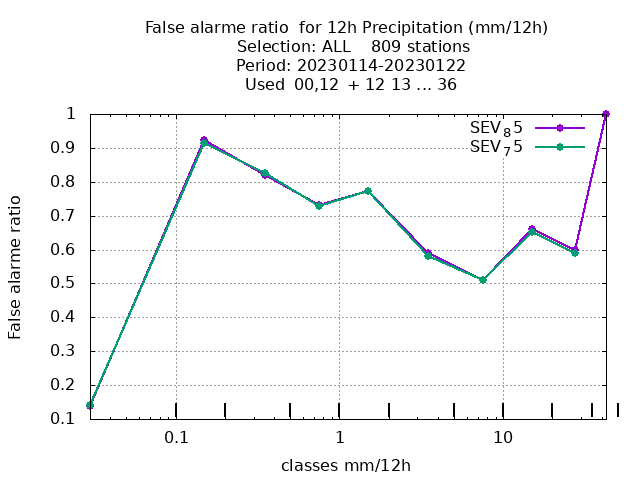 False alarme ratio  for 12h Precipitation (mm/12h)
Selection: ALL    809 stations
Period: 20230114-20230122
Used  00,12  + 12 13 ... 36
SEV₈5
SEV₇5
1
0.9
0.8
0.7
0.6
0.5
0.4
0.3
0.2
0.1
False alarme ratio
0.1 1 10
classes mm/12h